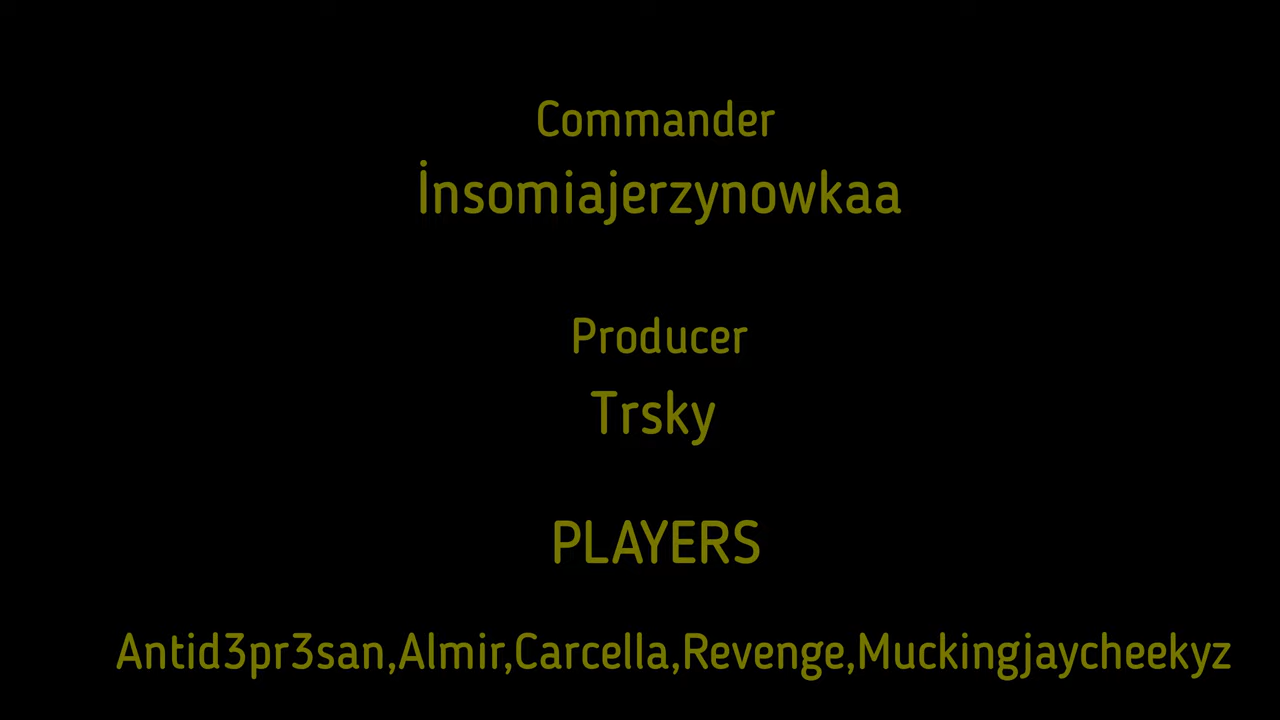 Commander
İnsomiajerzynowkaa
Producer
Trsky
PLAYERS
Antid3pr3san,Almir,Carcella,Revenge,Muckingjaycheekyz